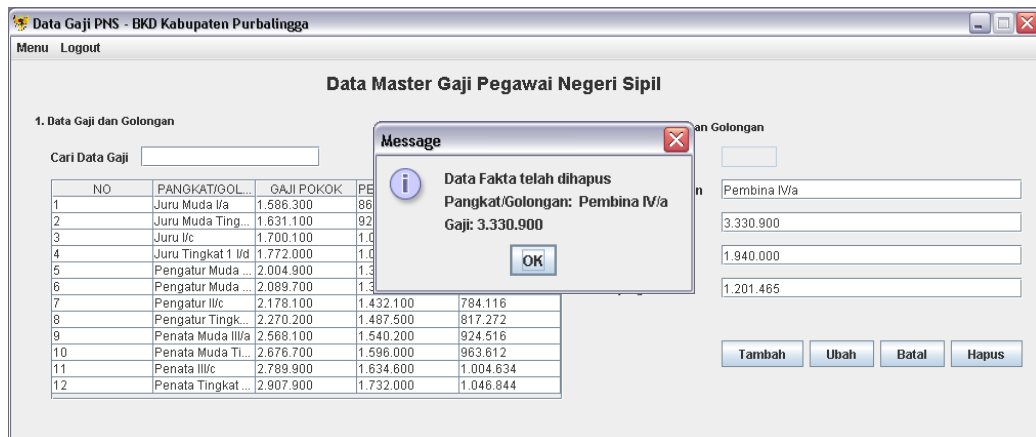 Data Gaji PNS - BKD Kabupaten Purbalingga
Menu Logout
Data Master Gaji Pegawai Negeri Sipil
1. Data Gaji dan Golongan
an Golongan
Cari Data Gaji
NO PANGKAT/GOL... GAJI POKOK PE
1 Juru Muda I/a 1.586.300 86
2 Juru Muda Ting... 1.631.100 92
3 Juru I/c 1.700.100 1.0
4 Juru Tingkat 1 I/d 1.772.000 1.0
5 Pengatur Muda ... 2.004.900 1.3
6 Pengatur Muda ... 2.089.700 1.3
7 Pengatur II/c 2.178.100 1.432.100 784.116
8 Pengatur Tingk... 2.270.200 1.487.500 817.272
9 Penata Muda III/a 2.568.100 1.540.200 924.516
10 Penata Muda Ti... 2.676.700 1.596.000 963.612
11 Penata III/c 2.789.900 1.634.600 1.004.634
12 Penata Tingkat ... 2.907.900 1.732.000 1.046.844
Message
Data Fakta telah dihapus
Pangkat/Golongan: Pembina IV/a
Gaji: 3.330.900
OK
n Pembina IV/a
3.330.900
1.940.000
1.201.465
Tambah Ubah Batal Hapus